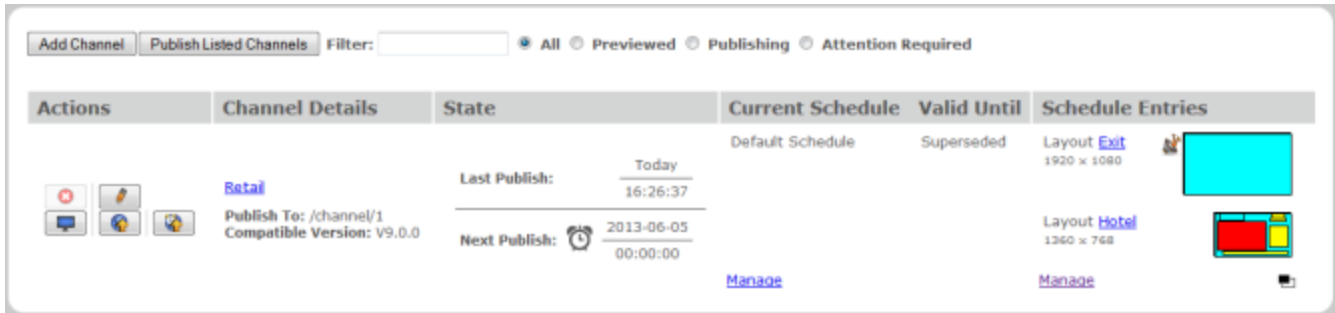 Add Channel Publish Listed Channels Filter: All Previewed Publishing Attention Required
Actions Channel Details State Current Schedule Valid Until Schedule Entries
Default Schedule Superseded Layout Exit
1920 x 1080
Retail
Publish To: /channel/1
Compatible Version: V9.0.0
Last Publish: Today
16:26:37
Next Publish: 2013-06-05
00:00:00
Layout Hotel
1360 x 768
Manage Manage